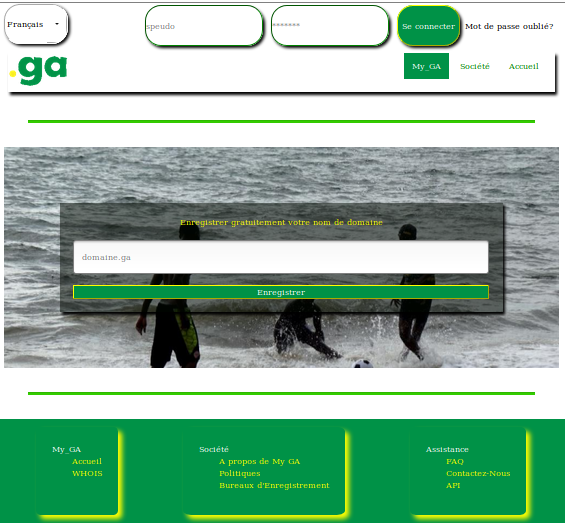 Français
speudo
*******
Se connecter
Mot de passe oublié?
.ga
My_GA
Société
Accueil
Enregistrer gratuitement votre nom de domaine
domaine.ga
Enregistrer
My_GA
Accueil
WHOIS
Société
A propos de My GA
Politiques
Bureaux d'Enregistrement
Assistance
FAQ
Contactez-Nous
API